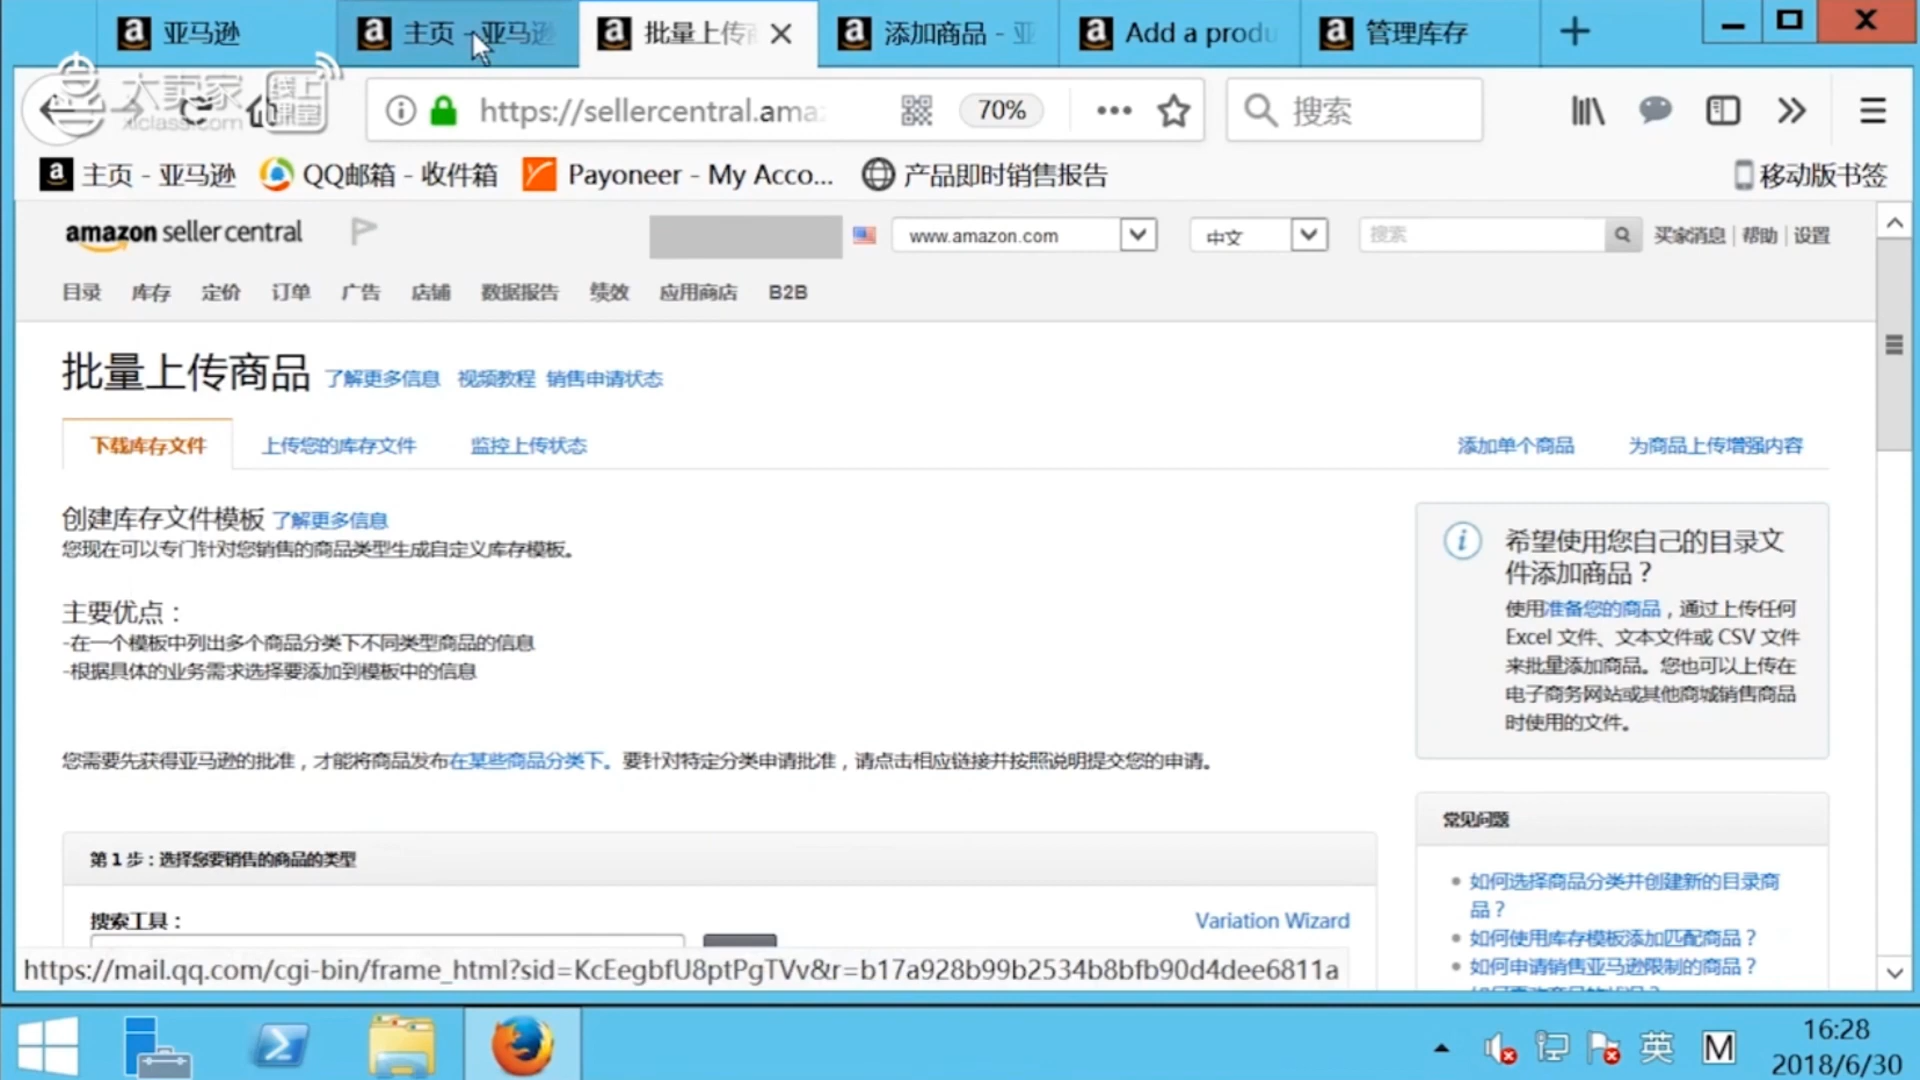 亚马逊
主页 - 亚马逊
批量上传商
添加商品 - 亚
Add a produ
管理库存
大卖家
xlclass.com
线上
课室
https://sellercentral.ama
70%
搜索
主页 - 亚马逊
QQ邮箱 - 收件箱
Payoneer - My Acco...
产品即时销售报告
移动版书签
amazon seller central
www.amazon.com
中文
搜索
买家消息 | 帮助 | 设置
目录 库存 定价 订单 广告 店铺 数据报告 绩效 应用商店 B2B
批量上传商品 了解更多信息 视频教程 销售申请状态
下载库存文件 上传您的库存文件 监控上传状态 添加单个商品 为商品上传增强内容
创建库存文件模板 了解更多信息
您现在可以专门针对您销售的商品类型生成自定义库存模板。
主要优点：
-在一个模板中列出多个商品分类下不同类型商品的信息
-根据具体的业务需求选择要添加到模板中的信息
您需要先获得亚马逊的批准，才能将商品发布在某些商品分类下。要针对特定分类申请批准，请点击相应链接并按照说明提交您的申请。
希望使用您自己的目录文
件添加商品？
使用准备您的商品，通过上传任何
Excel 文件、文本文件或 CSV 文件
来批量添加商品。您也可以上传在
电子商务网站或其他商城销售商品
时使用的文件。
第 1 步：选择您要销售的商品的类型
搜索工具：
Variation Wizard
常见问题
如何选择商品分类并创建新的目录商
品？
如何使用库存模板添加匹配商品？
如何申请销售亚马逊限制的商品？
https://mail.qq.com/cgi-bin/frame_html?sid=KcEegbfU8ptPgTVv&r=b17a928b99b2534b8bfb90d4dee6811a
英
M
16:28
2018/6/30